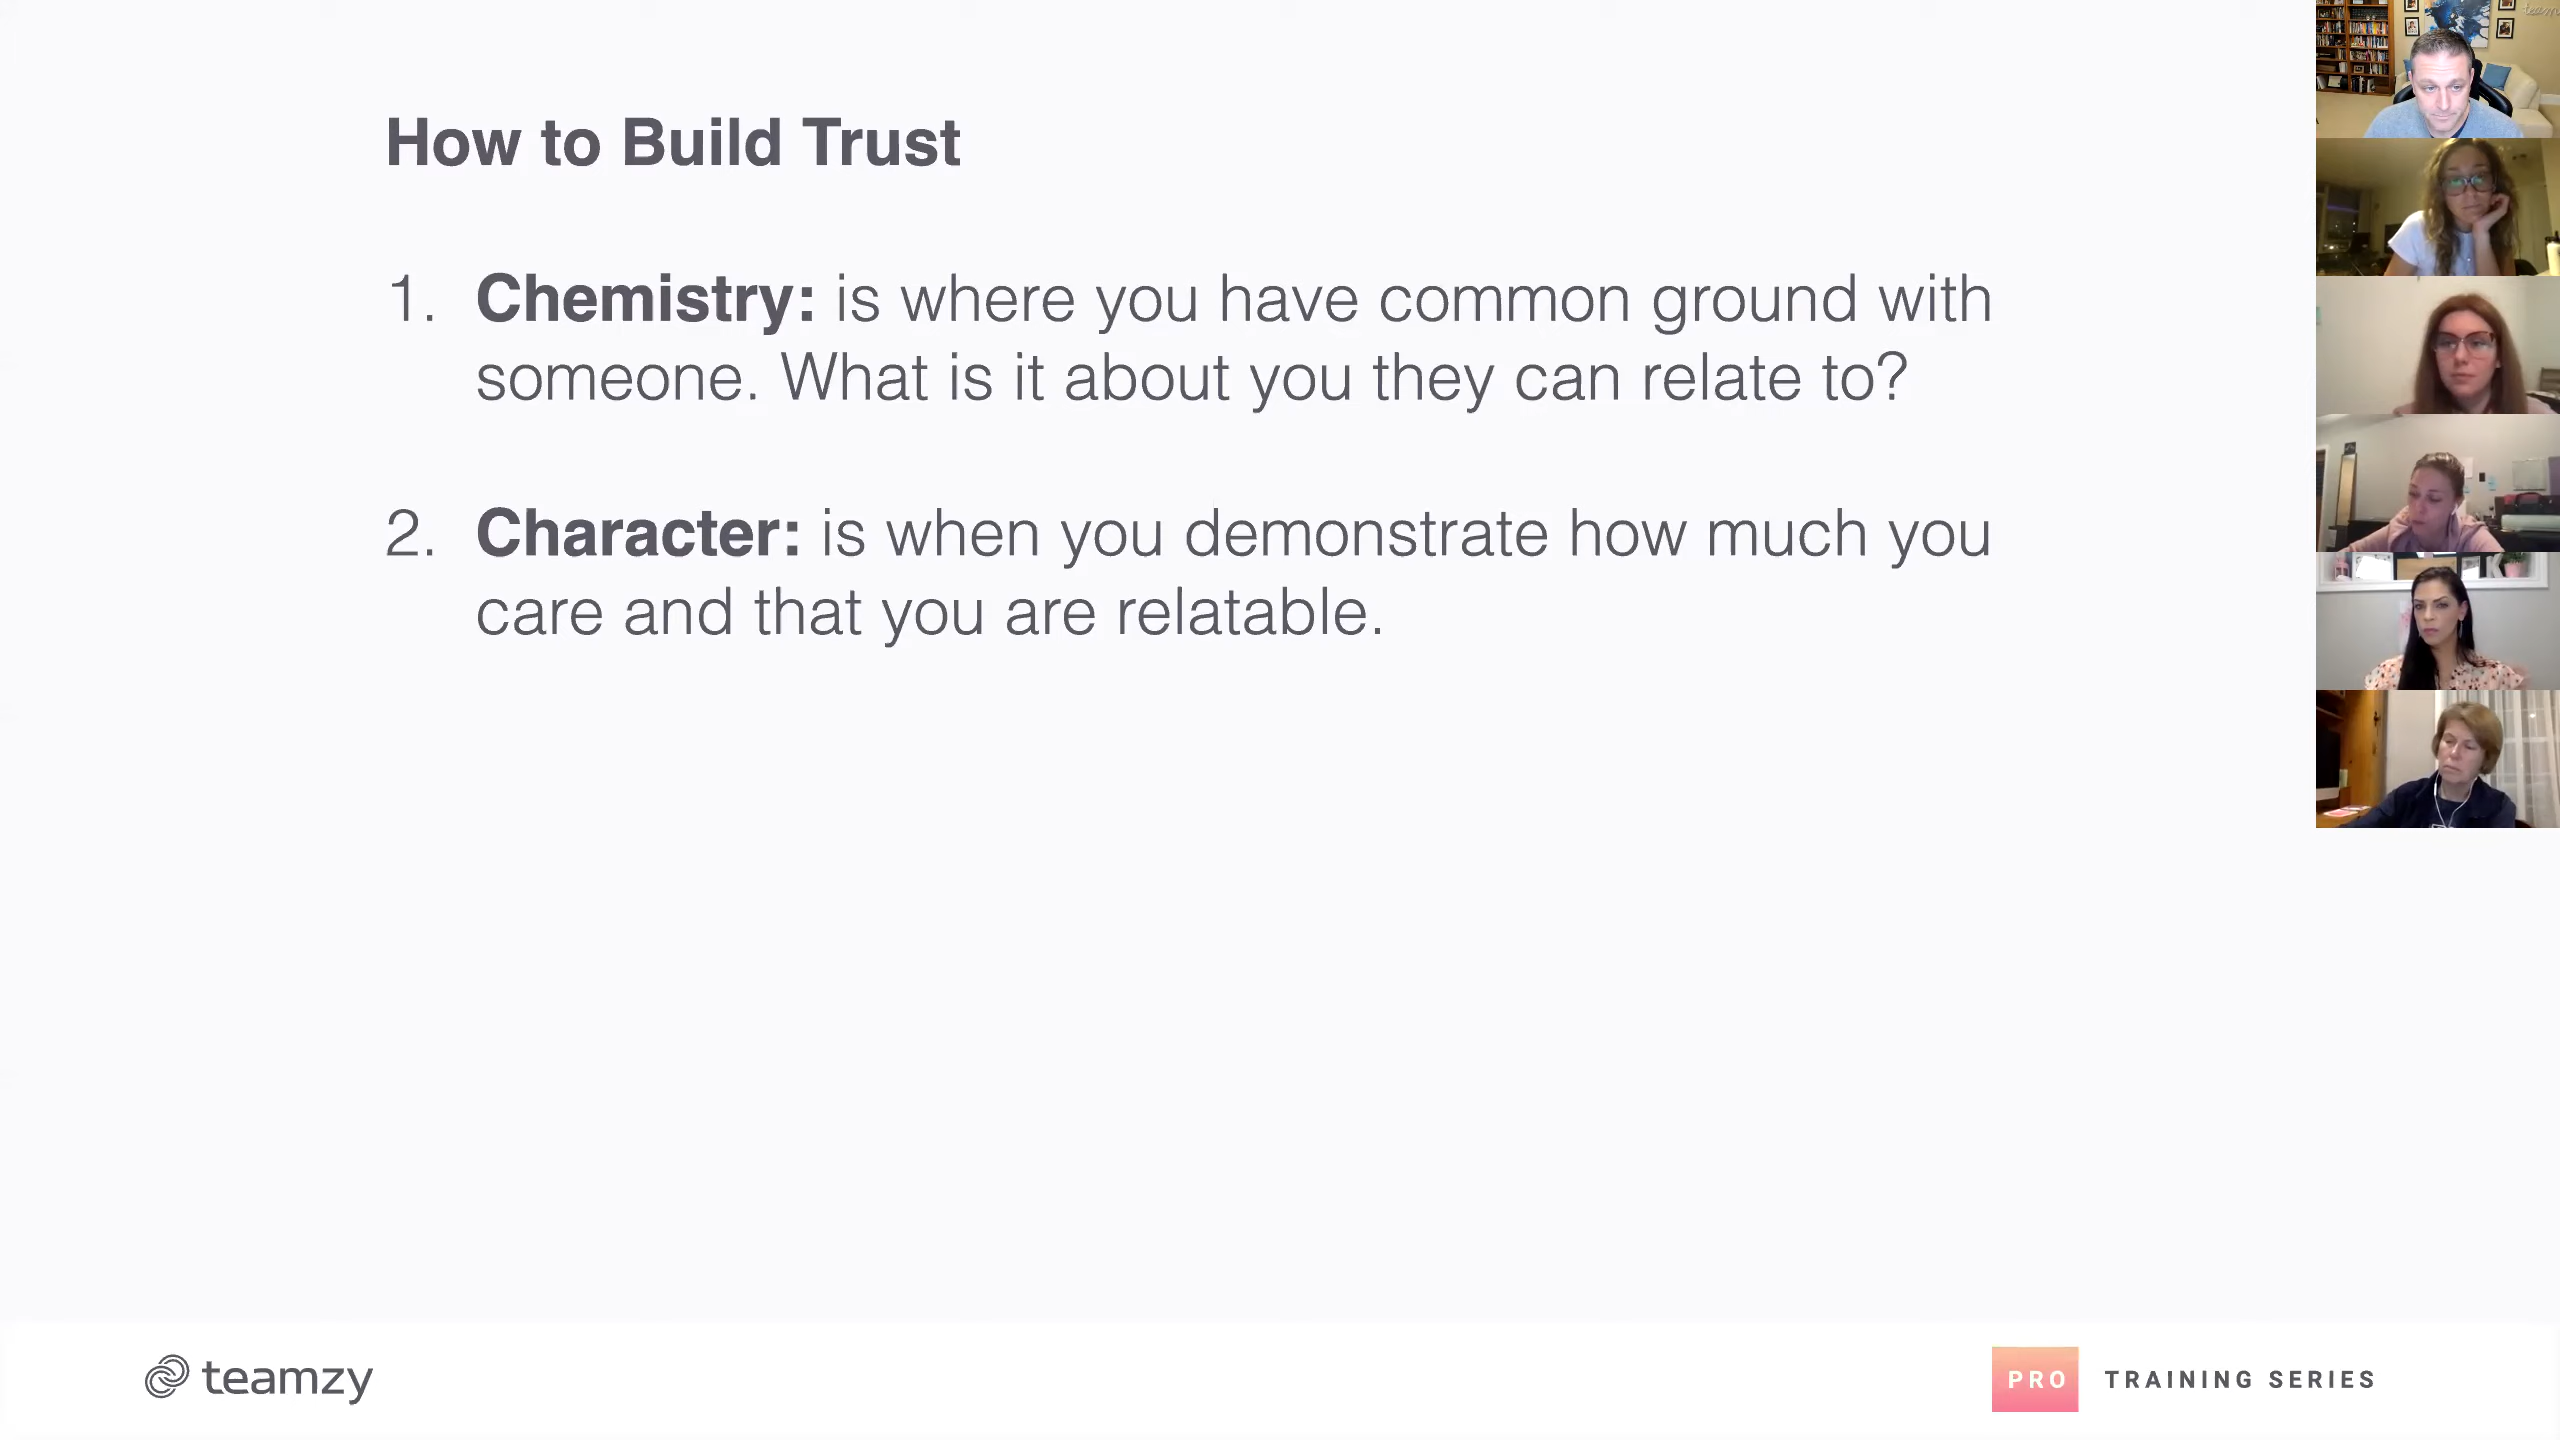 How to Build Trust
1. Chemistry: is where you have common ground with
someone. What is it about you they can relate to?
2. Character: is when you demonstrate how much you
care and that you are relatable.
teamzy
PRO TRAINING SERIES